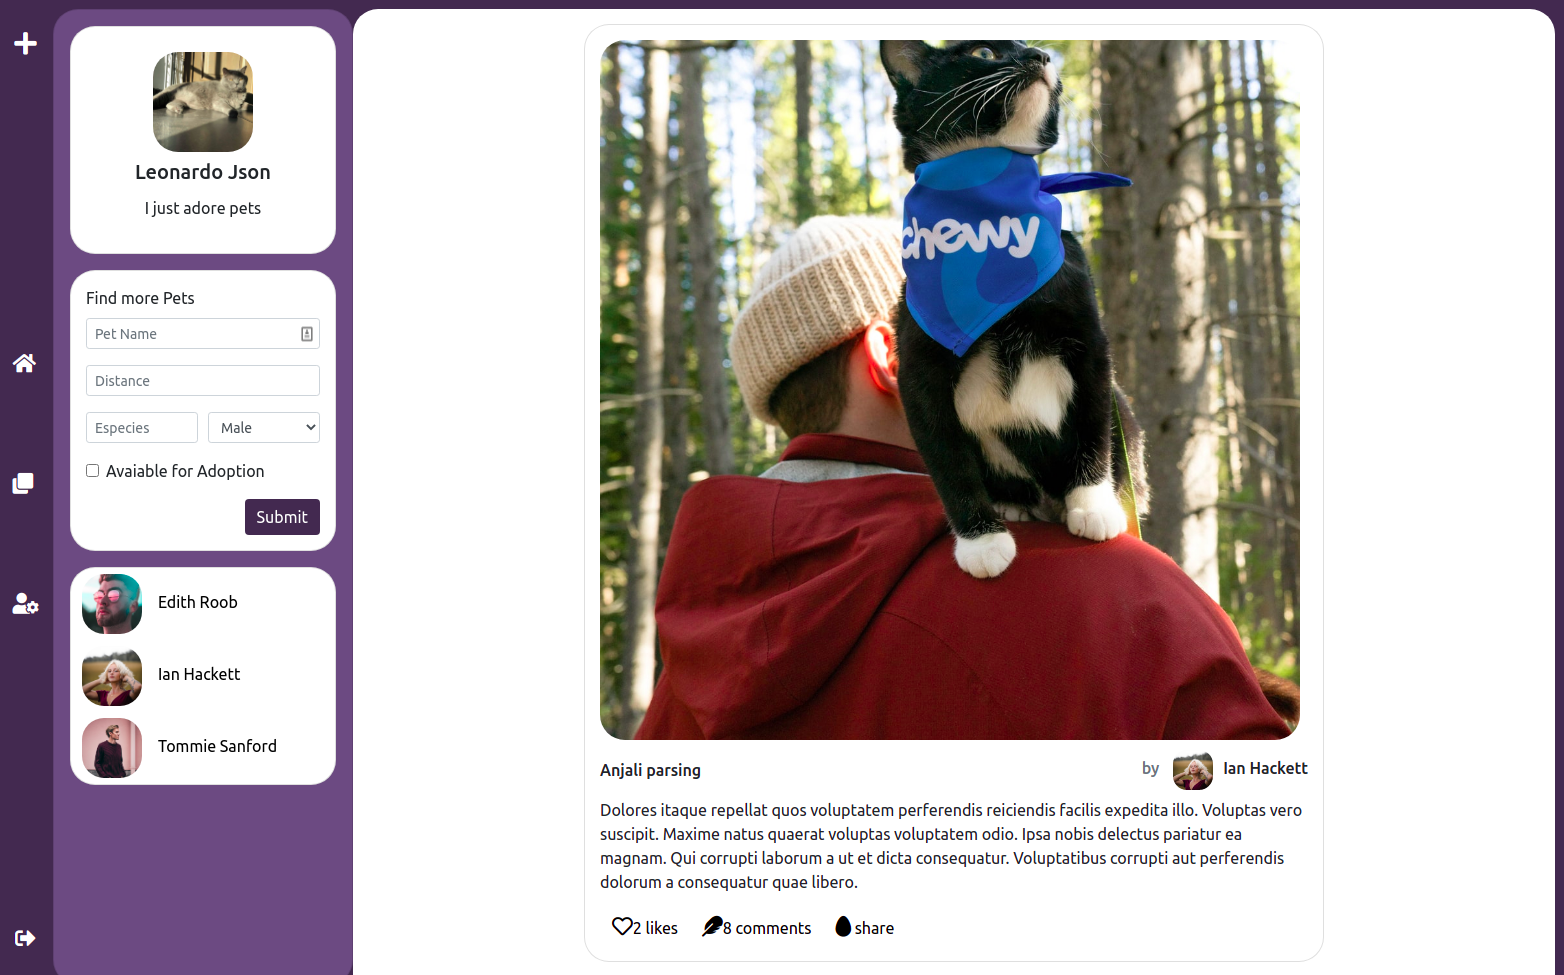 Leonardo Json
I just adore pets
Find more Pets
Pet Name
Distance
Especies
Male
Avaiable for Adoption
Submit
Edith Roob
Ian Hackett
Tommie Sanford
chewy
Anjali parsing
by Ian Hackett
Dolores itaque repellat quos voluptatem perferendis reiciendis facilis expedita illo. Voluptas vero
suscipit. Maxime natus quaerat voluptas voluptatem odio. Ipsa nobis delectus pariatur ea
magnam. Qui corrupti laborum a ut et dicta consequatur. Voluptatibus corrupti aut perferendis
dolorum a consequatur quae libero.
2 likes 8 comments share